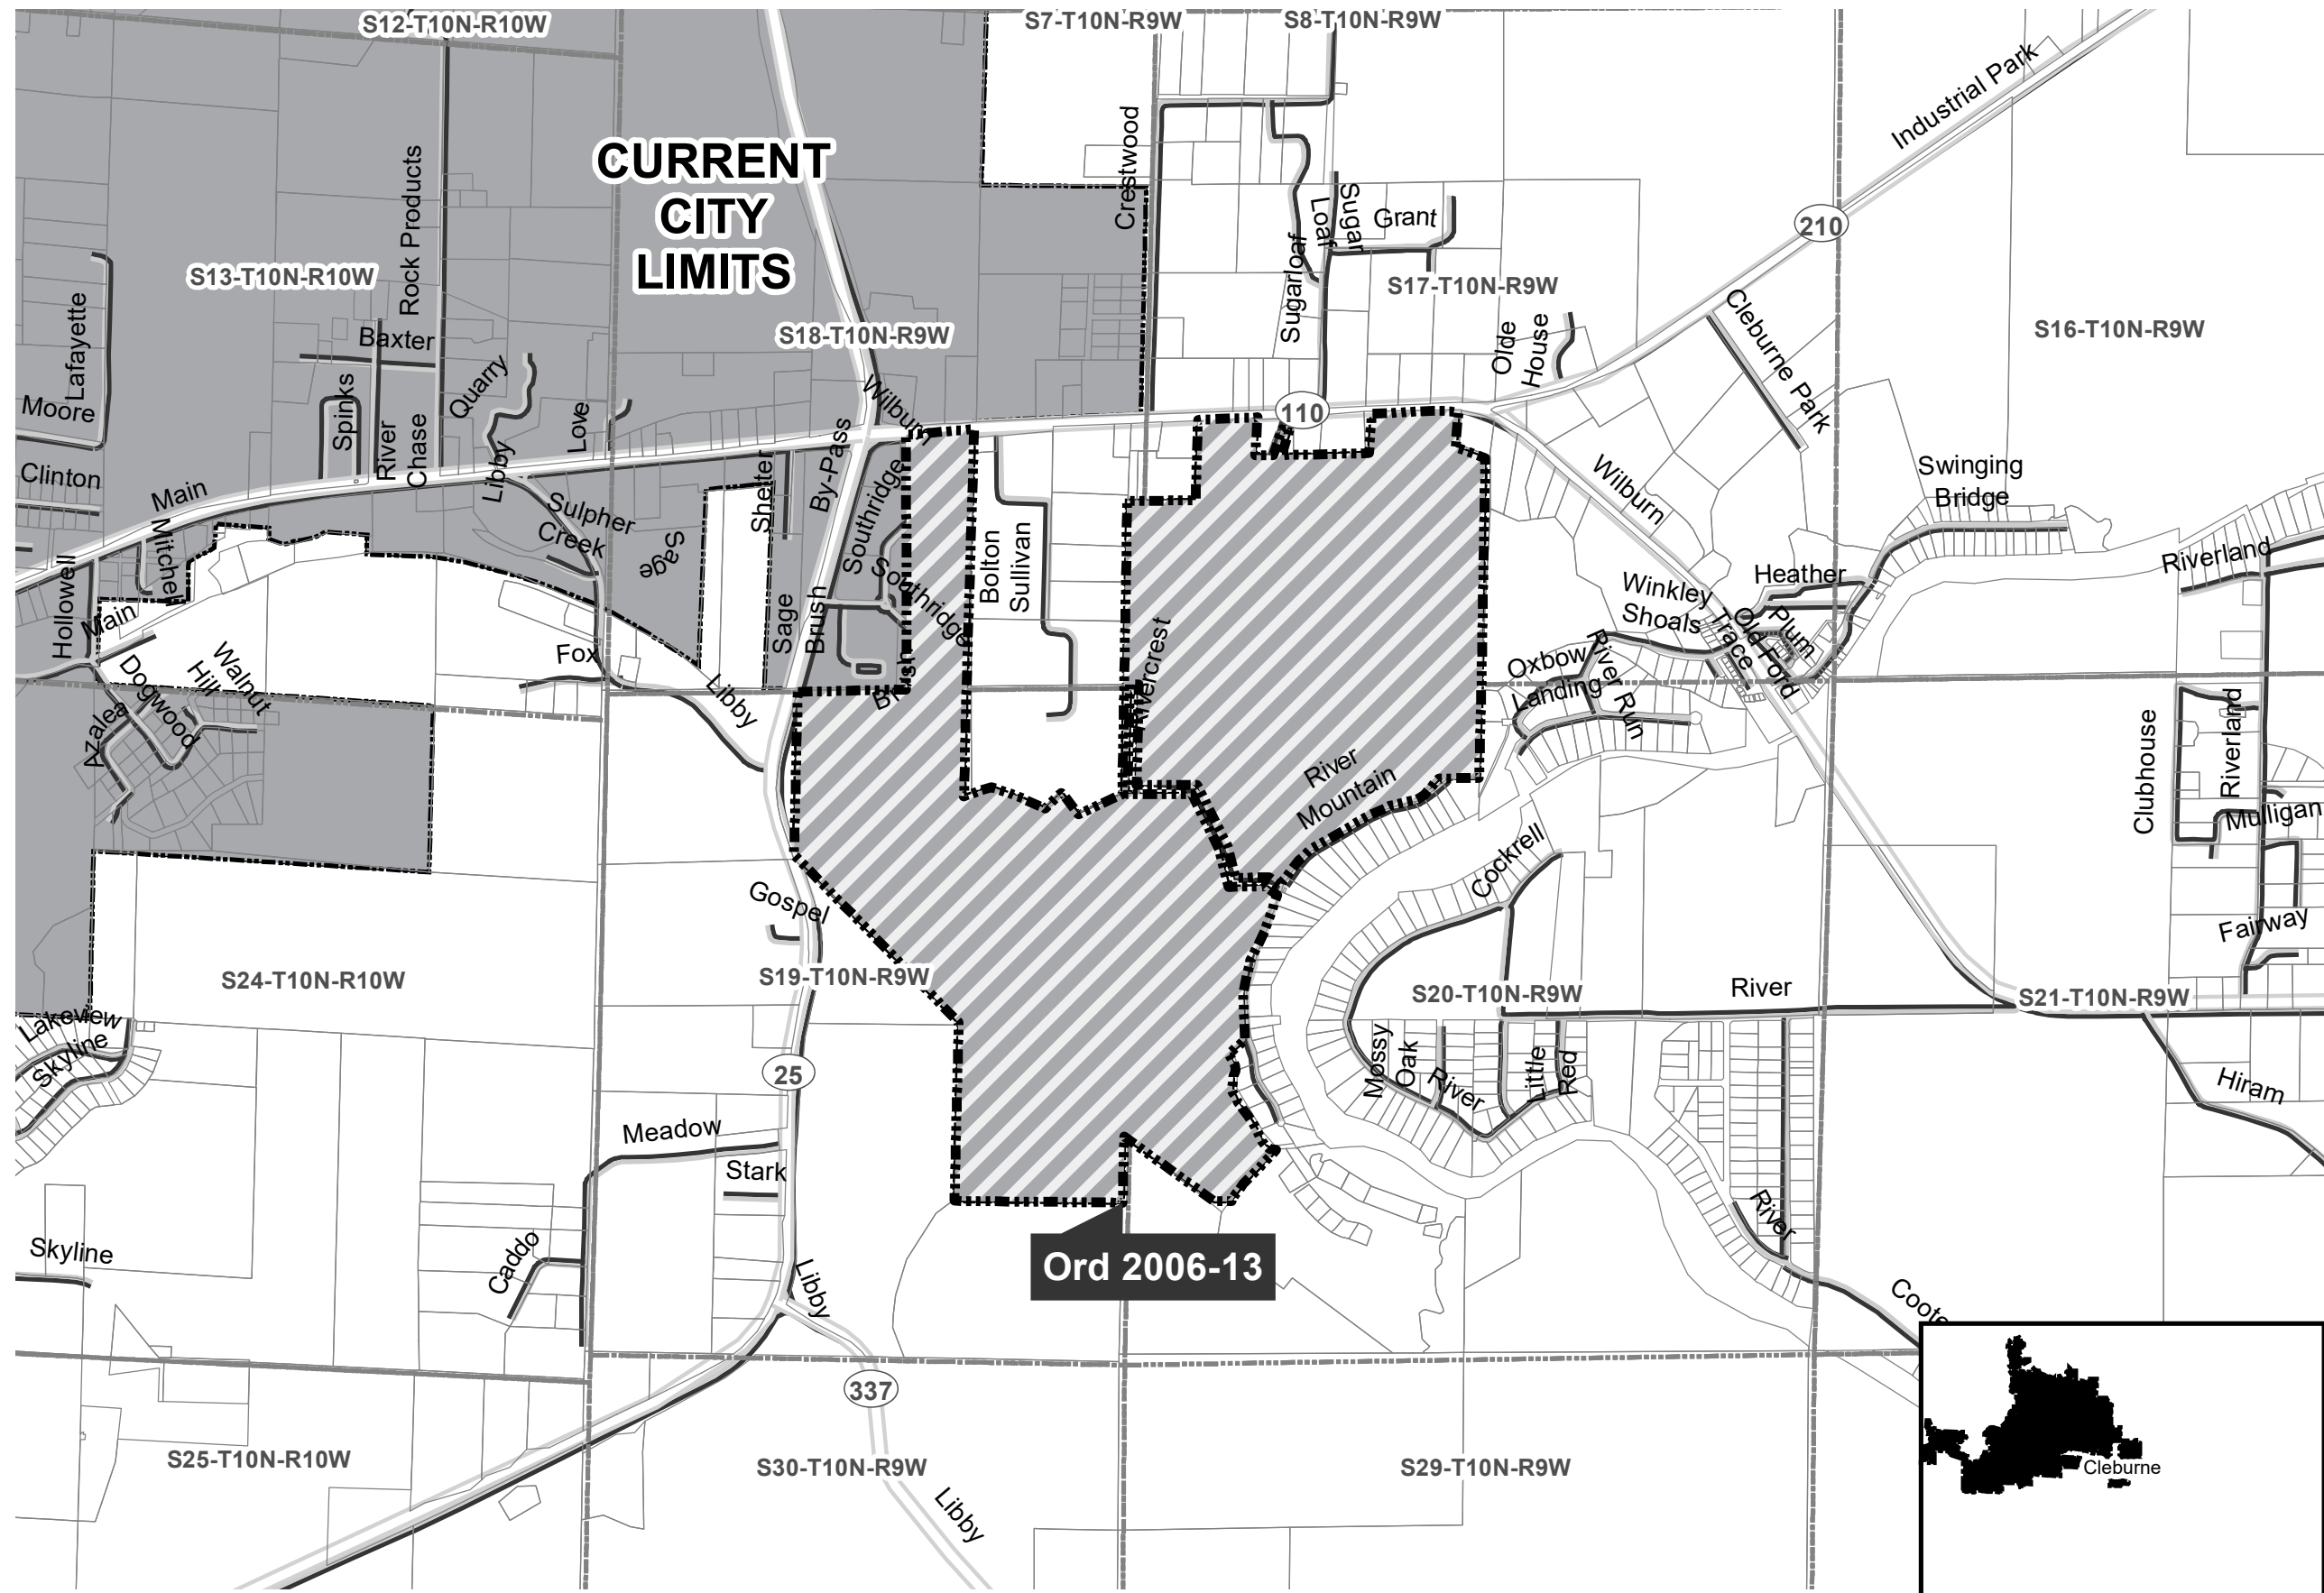 S12-T10N-R10W
S7-T10N-R9W
S8-T10N-R9W
Industrial Park
CURRENT
CITY
LIMITS
Rock Products
Crestwood
Sugar
Loaf
Grant
210
S13-T10N-R10W
Sugarloaf
S17-T10N-R9W
Lafayette
S18-T10N-R9W
Olde
House
Cleburne Park
S16-T10N-R9W
Baxter
Quarry
Spinks
Moore
River
Chase
Love
Wilburn
110
Clinton
Main
Libby
By-Pass
Shelter
Southridge
Wilburn
Swinging
Bridge
Mitchel
Sulpher
Creek
Sage
Bolton
Sullivan
Riverland
Hollowell
Main
Southridge
Heather
Winkley
Shoals
Trace
Old Ford
Plum
Sage
Brush
Fox
Walnut
Hill
Dogwood
Azalea
Libby
Rivercrest
Oxbow
Landing
River Run
River
Mountain
Clubhouse
Riverland
Mulligan
Cockrell
Gospel
Fairway
S24-T10N-R10W
S19-T10N-R9W
S20-T10N-R9W
River
S21-T10N-R9W
Lakeview
Skyline
25
Mossy
Oak
River
Little
Red
Hiram
Meadow
Stark
River
Skyline
Caddo
Libby
Ord 2006-13
Coote
337
S25-T10N-R10W
S30-T10N-R9W
S29-T10N-R9W
Libby
Cleburne